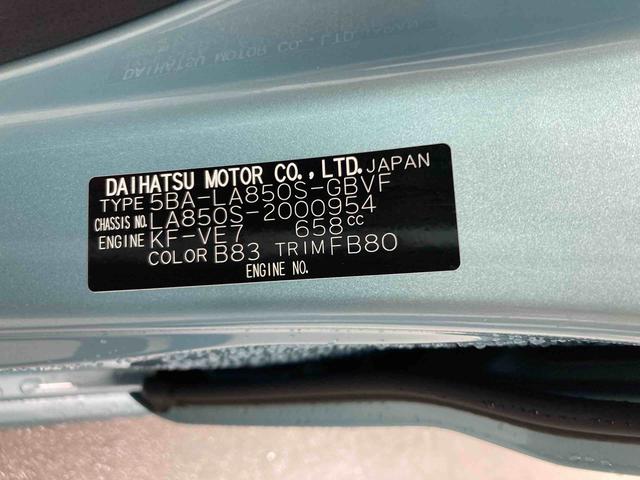 DAIHATSU MOTOR CO.,LTD. JAPAN
TYPE 5BA-LA850S-GBVF
CHASSIS NO. LA850S-2000954
ENGINE KF-VE7 658cc
COLOR B83 TRIM FB80
ENGINE NO.